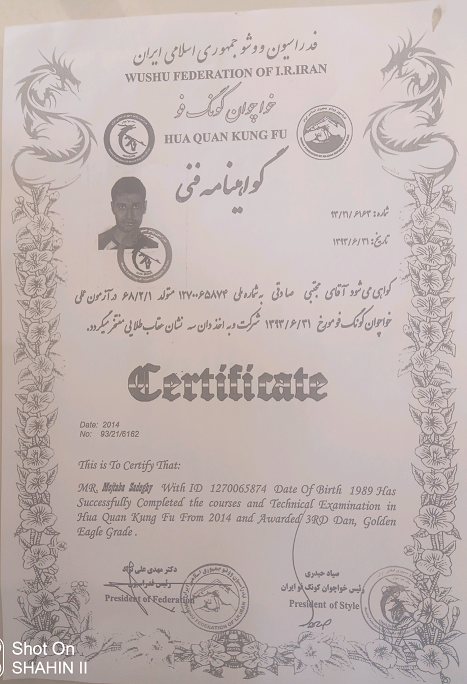 فدراسیون ووشو جمهوری اسلامی ایران
WUSHU FEDERATION OF I.R.IRAN
خواچوان کونگ فو
HUA QUAN KUNG FU
گواهینامه فنی
شماره: ۹۳/۲۱/۶۱۶۲
تاریخ: ۱۳۹۳/۶/۳۱
گواهی می شود آقای مجتبی صادقی به شماره ملی ۱۲۷۰۰۶۵۸۷۴ متولد ۶۸/۲/۱ در آزمون ملی
خواچوان کونگ فو مورخ ۱۳۹۳/۶/۳۱ شرکت و به اخذ دان سه نشان عقاب طلایی مفتخر میگردد.
Certificate
Date: 2014
No: 93/21/6162
This is To Certify That:
MR. Mojtaba Sadeghy With ID 1270065874 Date Of Birth 1989 Has
Successfully Completed the courses and Technical Examination in
Hua Quan Kung Fu From 2014 and Awarded 3RD Dan, Golden
Eagle Grade .
دکتر مهدی علی نژاد
رئیس فدراسیون
President of Federation
صیاد حیدری
رئیس خواچوان کونگ فو ایران
President of Style
Shot On
SHAHIN II